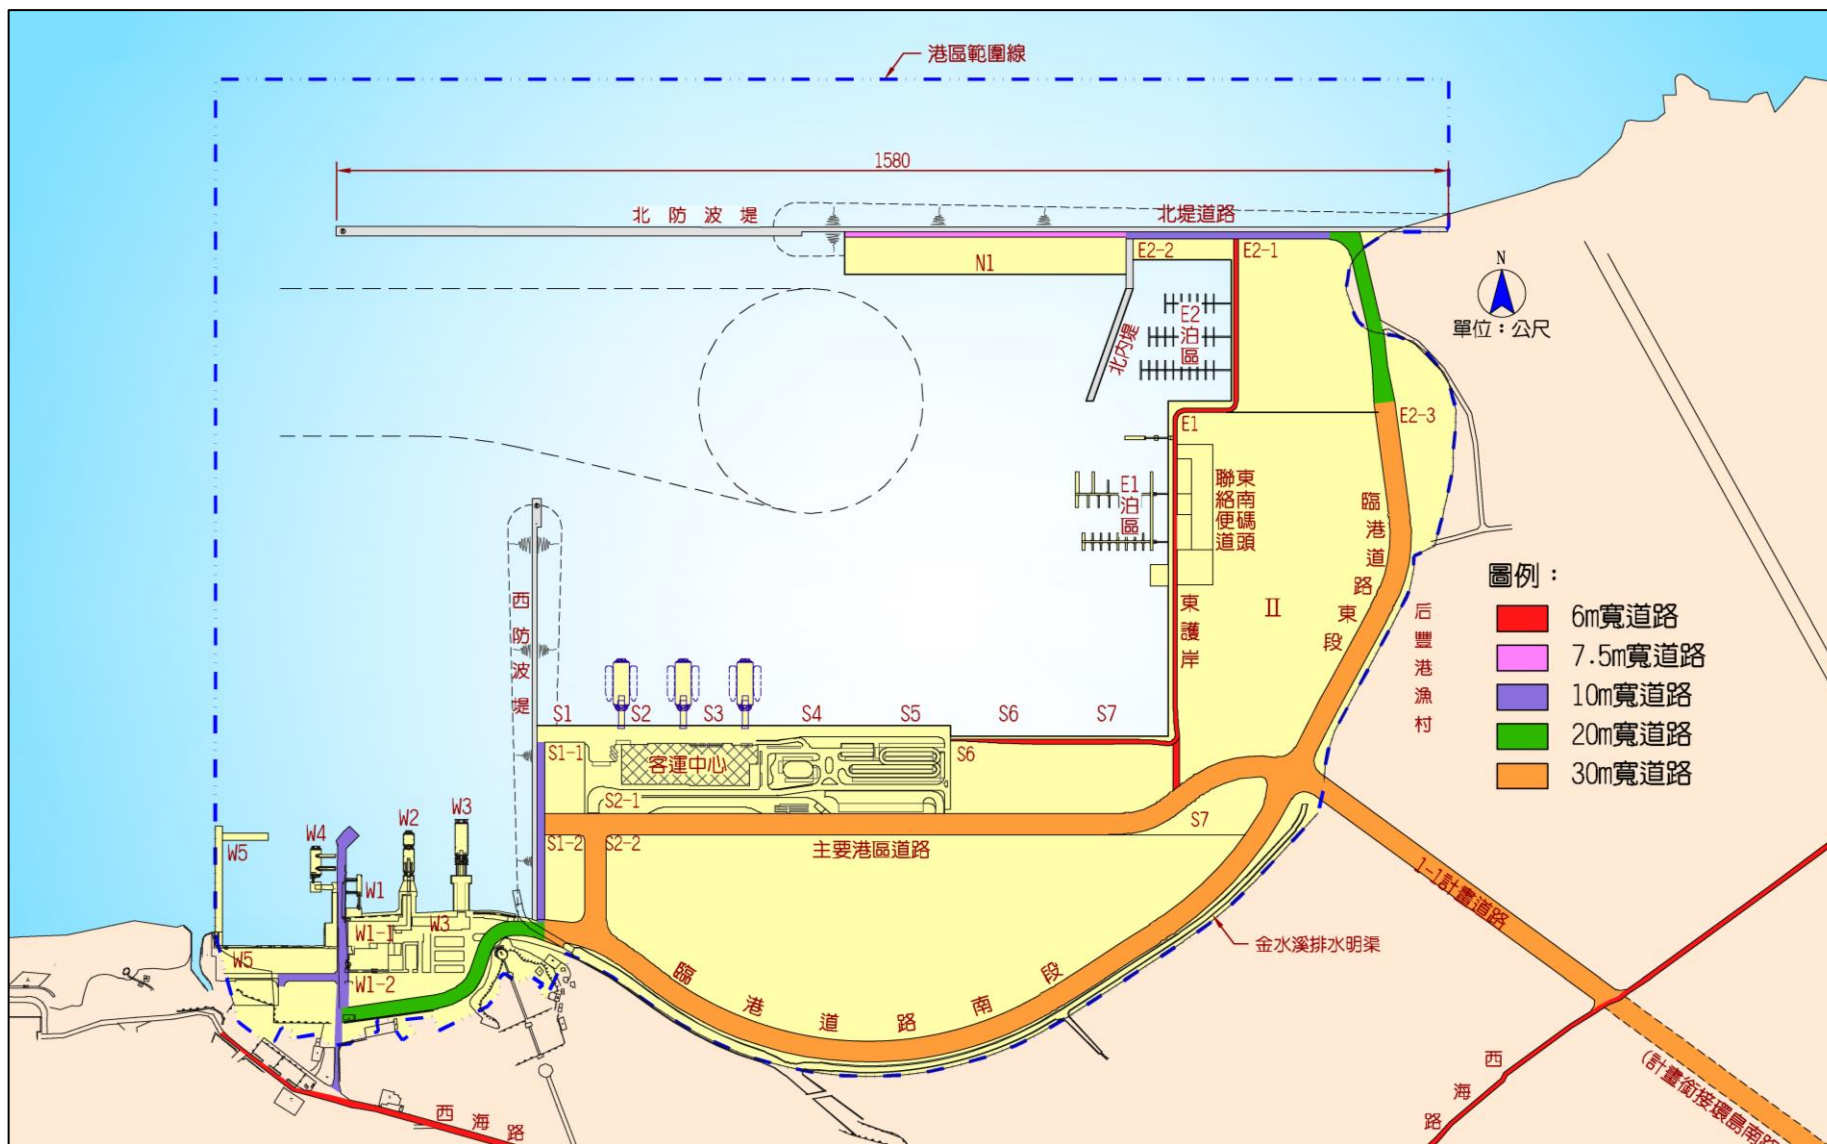 港區範圍線
1580
北防波堤
北堤道路
N1
E2-2
E2-1
N
單位：公尺
E2
泊
區
北內堤
E1
E2-3
E1
泊
區
東南碼頭
聯絡便道
臨港道路東段
西防波堤
東護岸
II
后豐港漁村
圖例：
6m寬道路
7.5m寬道路
10m寬道路
20m寬道路
30m寬道路
S1
S2
S3
S4
S5
S6
S7
S1-1
客運中心
S6
S2-1
S7
S1-2
S2-2
主要港區道路
W5
W4
W2
W3
W1
W1-1
W3
W5
W1-2
1-1計畫道路
金水溪排水明渠
臨港道路南段
西海路
西海路
(計畫銜接環島南路